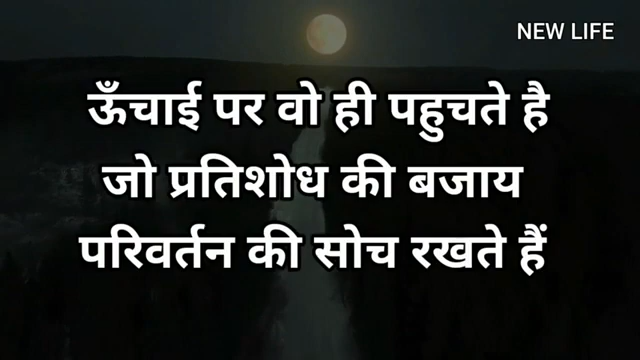 NEW LIFE
ऊँचाई पर वो ही पहुचते है
जो प्रतिशोध की बजाय
परिवर्तन की सोच रखते हैं